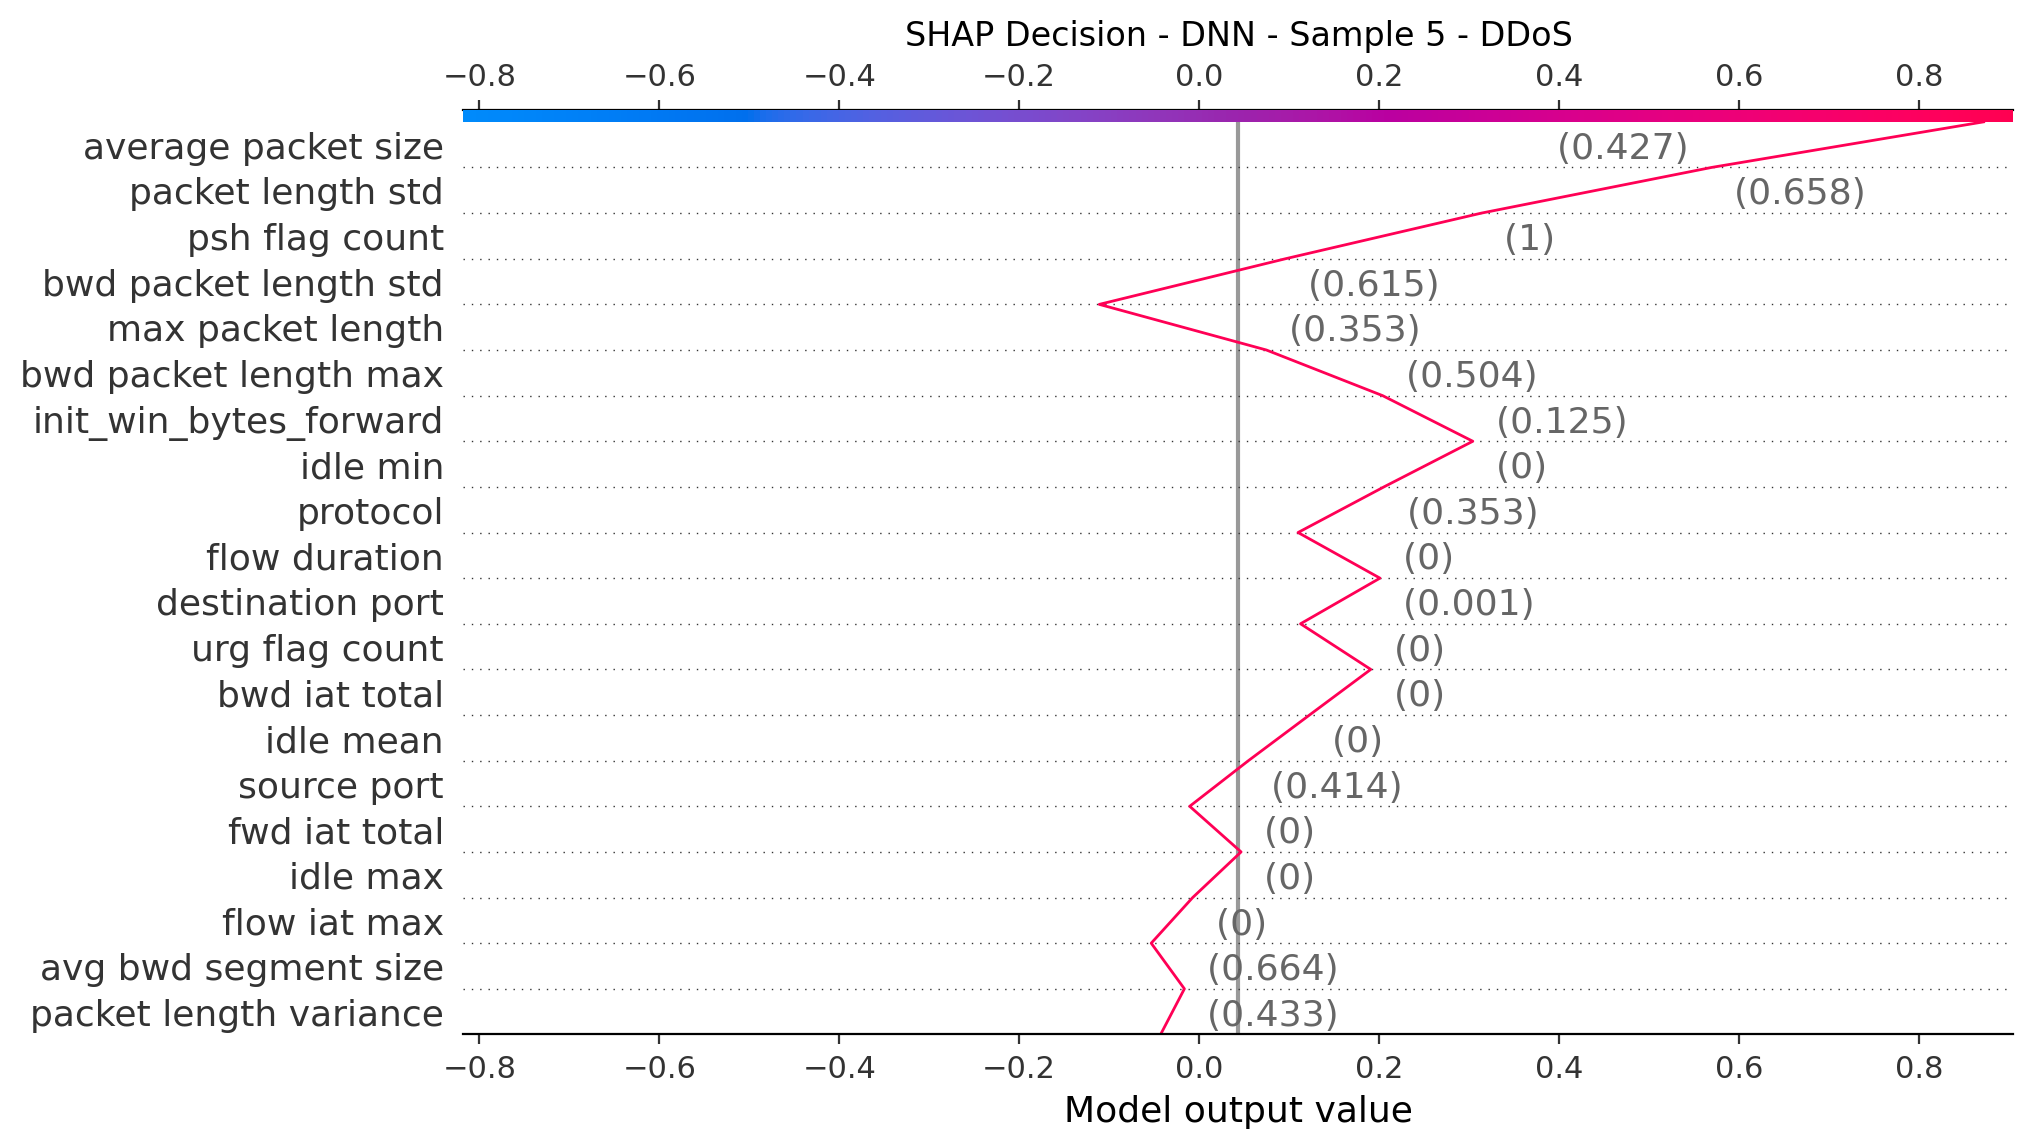 SHAP Decision - DNN - Sample 5 - DDoS
−0.8 −0.6 −0.4 −0.2 0.0 0.2 0.4 0.6 0.8
average packet size (0.427)
packet length std (0.658)
psh flag count (1)
bwd packet length std (0.615)
max packet length (0.353)
bwd packet length max (0.504)
init_win_bytes_forward (0.125)
idle min (0)
protocol (0.353)
flow duration (0)
destination port (0.001)
urg flag count (0)
bwd iat total (0)
idle mean (0)
source port (0.414)
fwd iat total (0)
idle max (0)
flow iat max (0)
avg bwd segment size (0.664)
packet length variance (0.433)
−0.8 −0.6 −0.4 −0.2 0.0 0.2 0.4 0.6 0.8
Model output value